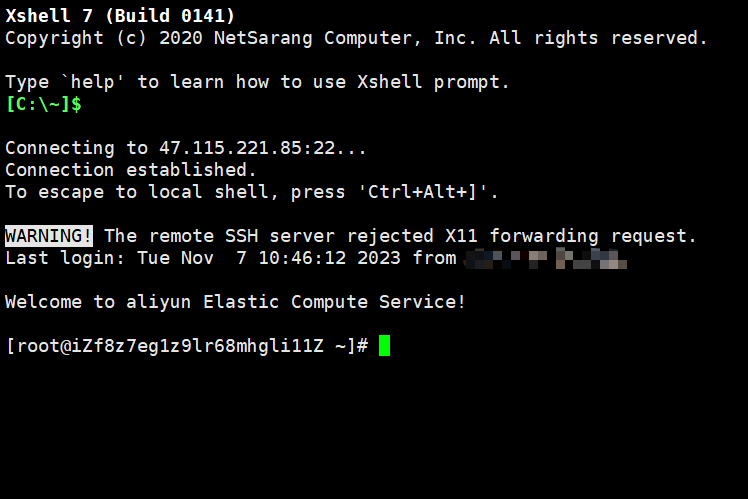 Xshell 7 (Build 0141)
Copyright (c) 2020 NetSarang Computer, Inc. All rights reserved.
Type `help' to learn how to use Xshell prompt.
[C:\~]$
Connecting to 47.115.221.85:22...
Connection established.
To escape to local shell, press 'Ctrl+Alt+]'.
WARNING! The remote SSH server rejected X11 forwarding request.
Last login: Tue Nov  7 10:46:12 2023 from
Welcome to aliyun Elastic Compute Service!
[root@iZf8z7eg1z9lr68mhgli11Z ~]#